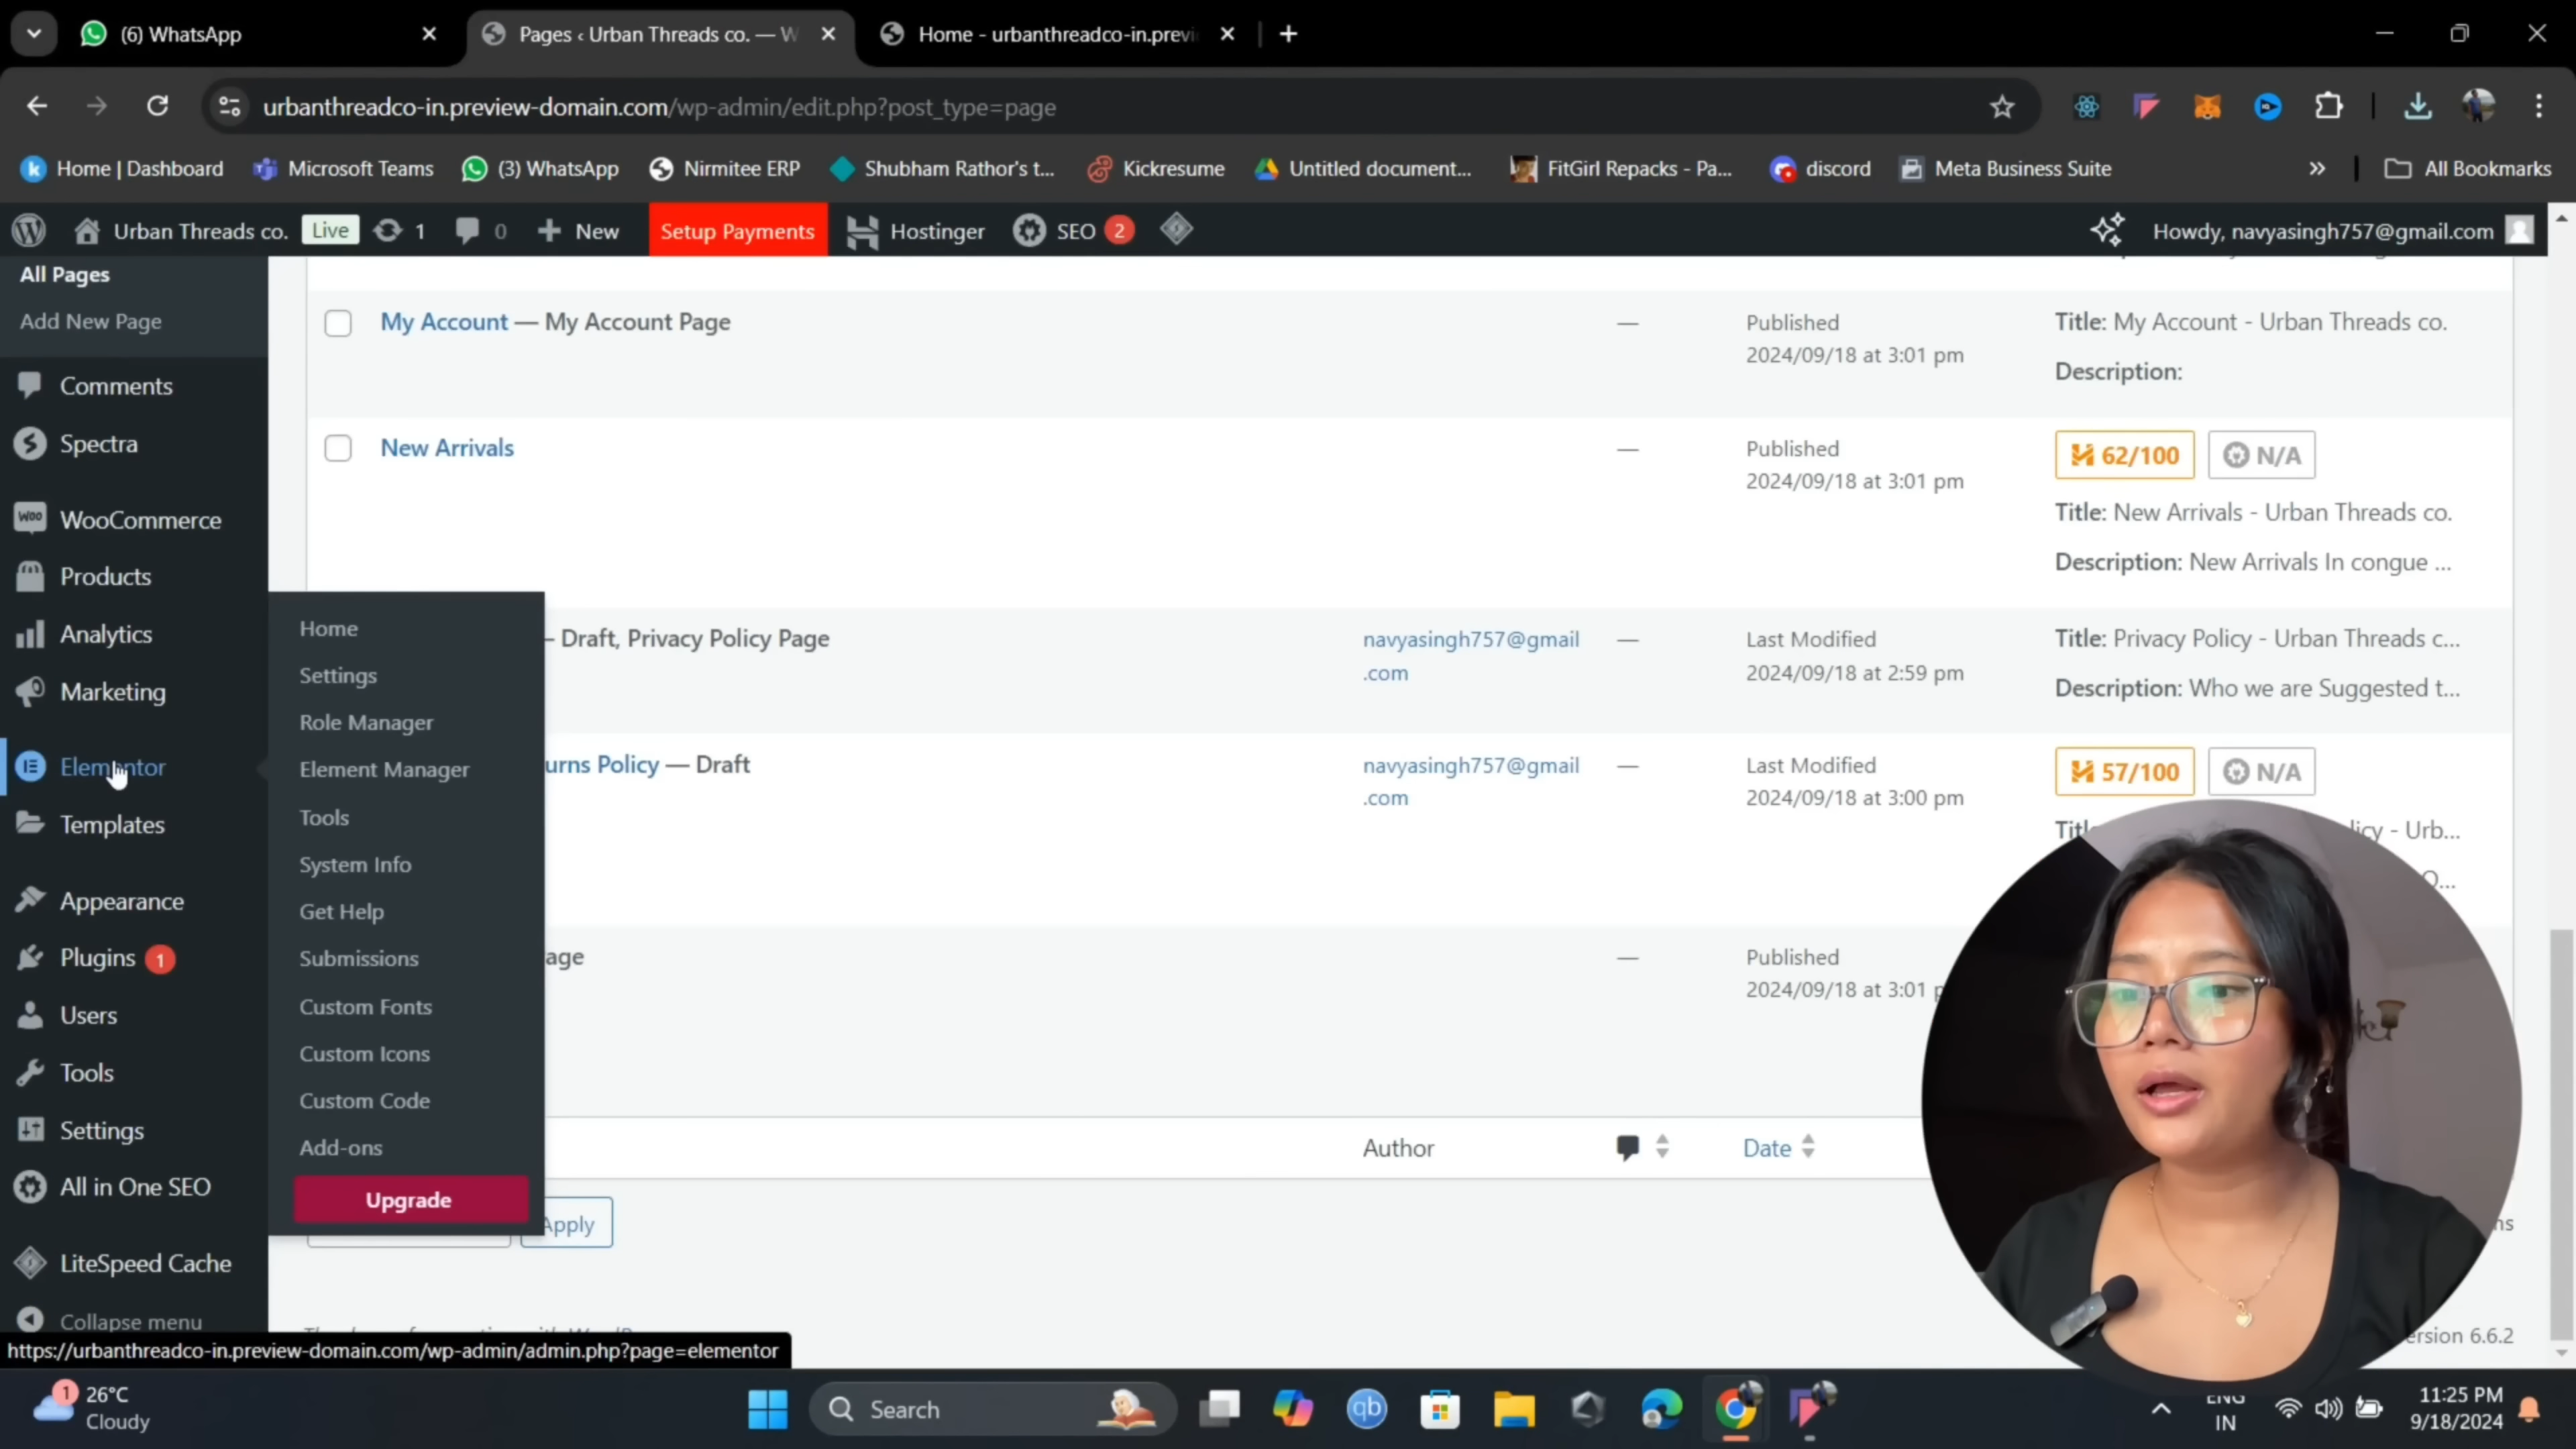 (6) WhatsApp
Pages ‹ Urban Threads co. — W
Home - urbanthreadco-in.previ
urbanthreadco-in.preview-domain.com/wp-admin/edit.php?post_type=page
Home | Dashboard
Microsoft Teams
(3) WhatsApp
Nirmitee ERP
Shubham Rathor's t...
Kickresume
Untitled document...
FitGirl Repacks - Pa...
discord
Meta Business Suite
»
All Bookmarks
Urban Threads co.
Live
1
0
New
Setup Payments
Hostinger
SEO 2
Howdy, navyasingh757@gmail.com
All Pages
Add New Page
Comments
Spectra
WooCommerce
Products
Analytics
Marketing
Elementor
Templates
Appearance
Plugins 1
Users
Tools
Settings
All in One SEO
LiteSpeed Cache
Collapse menu
Home
Settings
Role Manager
Element Manager
Tools
System Info
Get Help
Submissions
Custom Fonts
Custom Icons
Custom Code
Add-ons
Upgrade
My Account — My Account Page
—
Published
2024/09/18 at 3:01 pm
Title: My Account - Urban Threads co.
Description:
New Arrivals
—
Published
2024/09/18 at 3:01 pm
62/100
N/A
Title: New Arrivals - Urban Threads co.
Description: New Arrivals In congue ...
– Draft, Privacy Policy Page
navyasingh757@gmail
.com
—
Last Modified
2024/09/18 at 2:59 pm
Title: Privacy Policy - Urban Threads c...
Description: Who we are Suggested t...
urns Policy — Draft
navyasingh757@gmail
.com
—
Last Modified
2024/09/18 at 3:00 pm
57/100
N/A
licy - Urb...
age
—
Published
2024/09/18 at 3:01 p
Author
Date
Apply
ersion 6.6.2
https://urbanthreadco-in.preview-domain.com/wp-admin/admin.php?page=elementor
1
26°C
Cloudy
Search
qb
ENG
IN
11:25 PM
9/18/2024